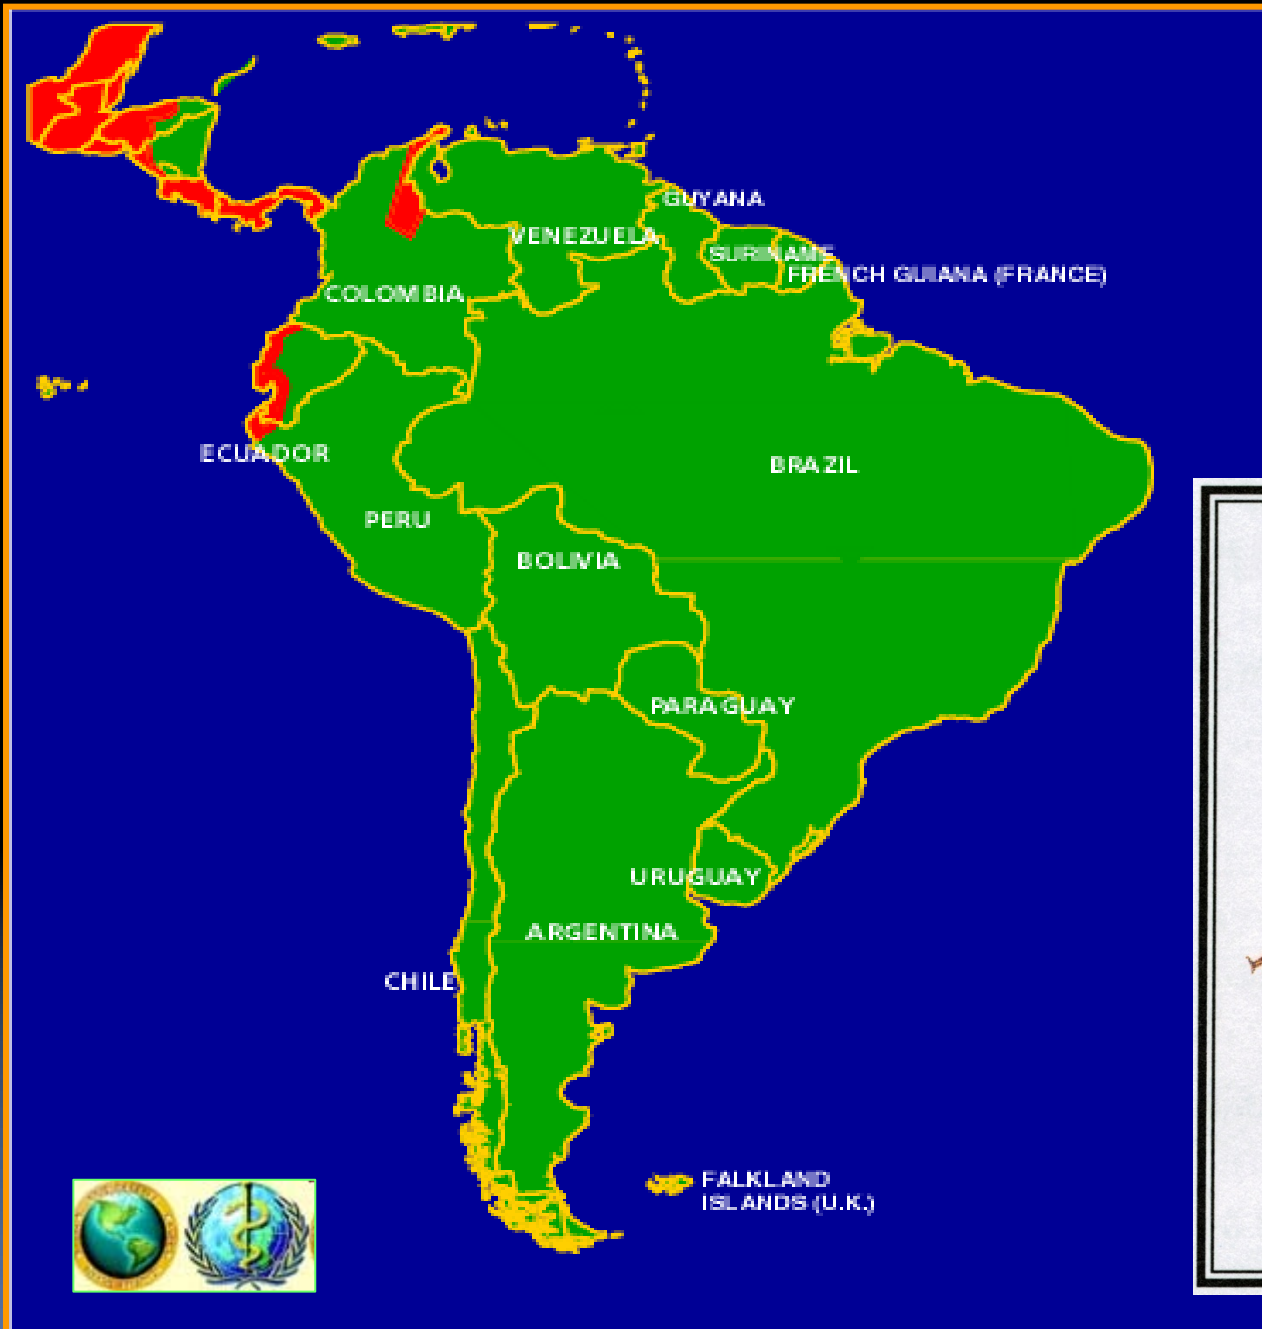 GUYANA
VENEZUELA
SURINAME
FRENCH GUIANA (FRANCE)
COLOMBIA
ECUADOR
BRAZIL
PERU
BOLIVIA
PARAGUAY
URUGUAY
ARGENTINA
CHILE
FALKLAND
ISLANDS (U.K.)